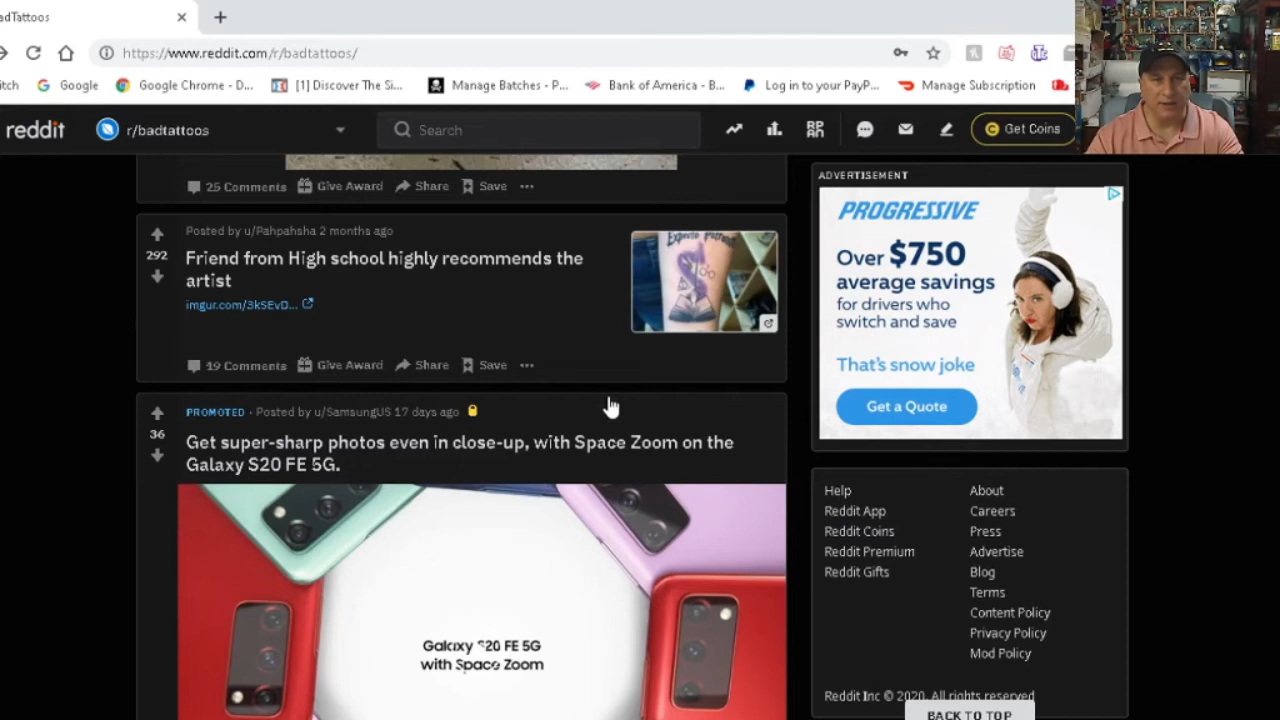 adTattoos
https://www.reddit.com/r/badtattoos/
itch Google Google Chrome - D... [1] Discover The Si... Manage Batches - P... Bank of America - B... Log in to your PayP... Manage Subscription
reddit r/badtattoos Search Get Coins
25 Comments Give Award Share Save
Posted by u/Pahpahsha 2 months ago
292
Friend from High school highly recommends the
artist
imgur.com/3kSEvD...
19 Comments Give Award Share Save
PROMOTED · Posted by u/SamsungUS 17 days ago
36
Get super-sharp photos even in close-up, with Space Zoom on the
Galaxy S20 FE 5G.
Galaxy S20 FE 5G
with Space Zoom
ADVERTISEMENT
PROGRESSIVE
Over $750
average savings
for drivers who
switch and save
That's snow joke
Get a Quote
Help About
Reddit App Careers
Reddit Coins Press
Reddit Premium Advertise
Reddit Gifts Blog
Terms
Content Policy
Privacy Policy
Mod Policy
Reddit Inc © 2020. All rights reserved
BACK TO TOP